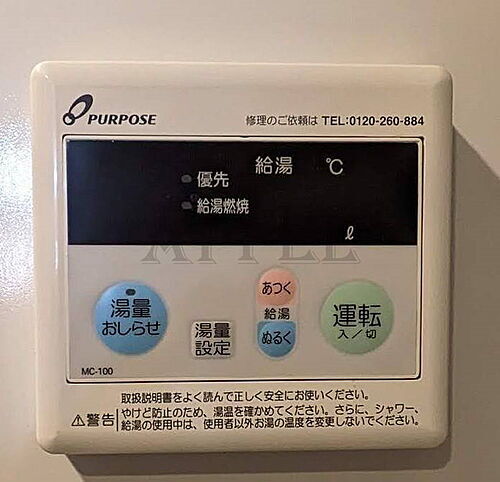 PURPOSE
修理のご依頼は TEL:0120-260-884
給湯 ℃
優先
給湯燃焼
ℓ
APPLE
湯量
おしらせ
湯量
設定
あつく
給湯
ぬるく
運転
入/切
MC-100
取扱説明書をよく読んで正しく安全にお使いください。
⚠警告 やけど防止のため、湯温を確かめてください。さらに、シャワー、
給湯の使用中は、使用者以外お湯の温度を変更しないでください。